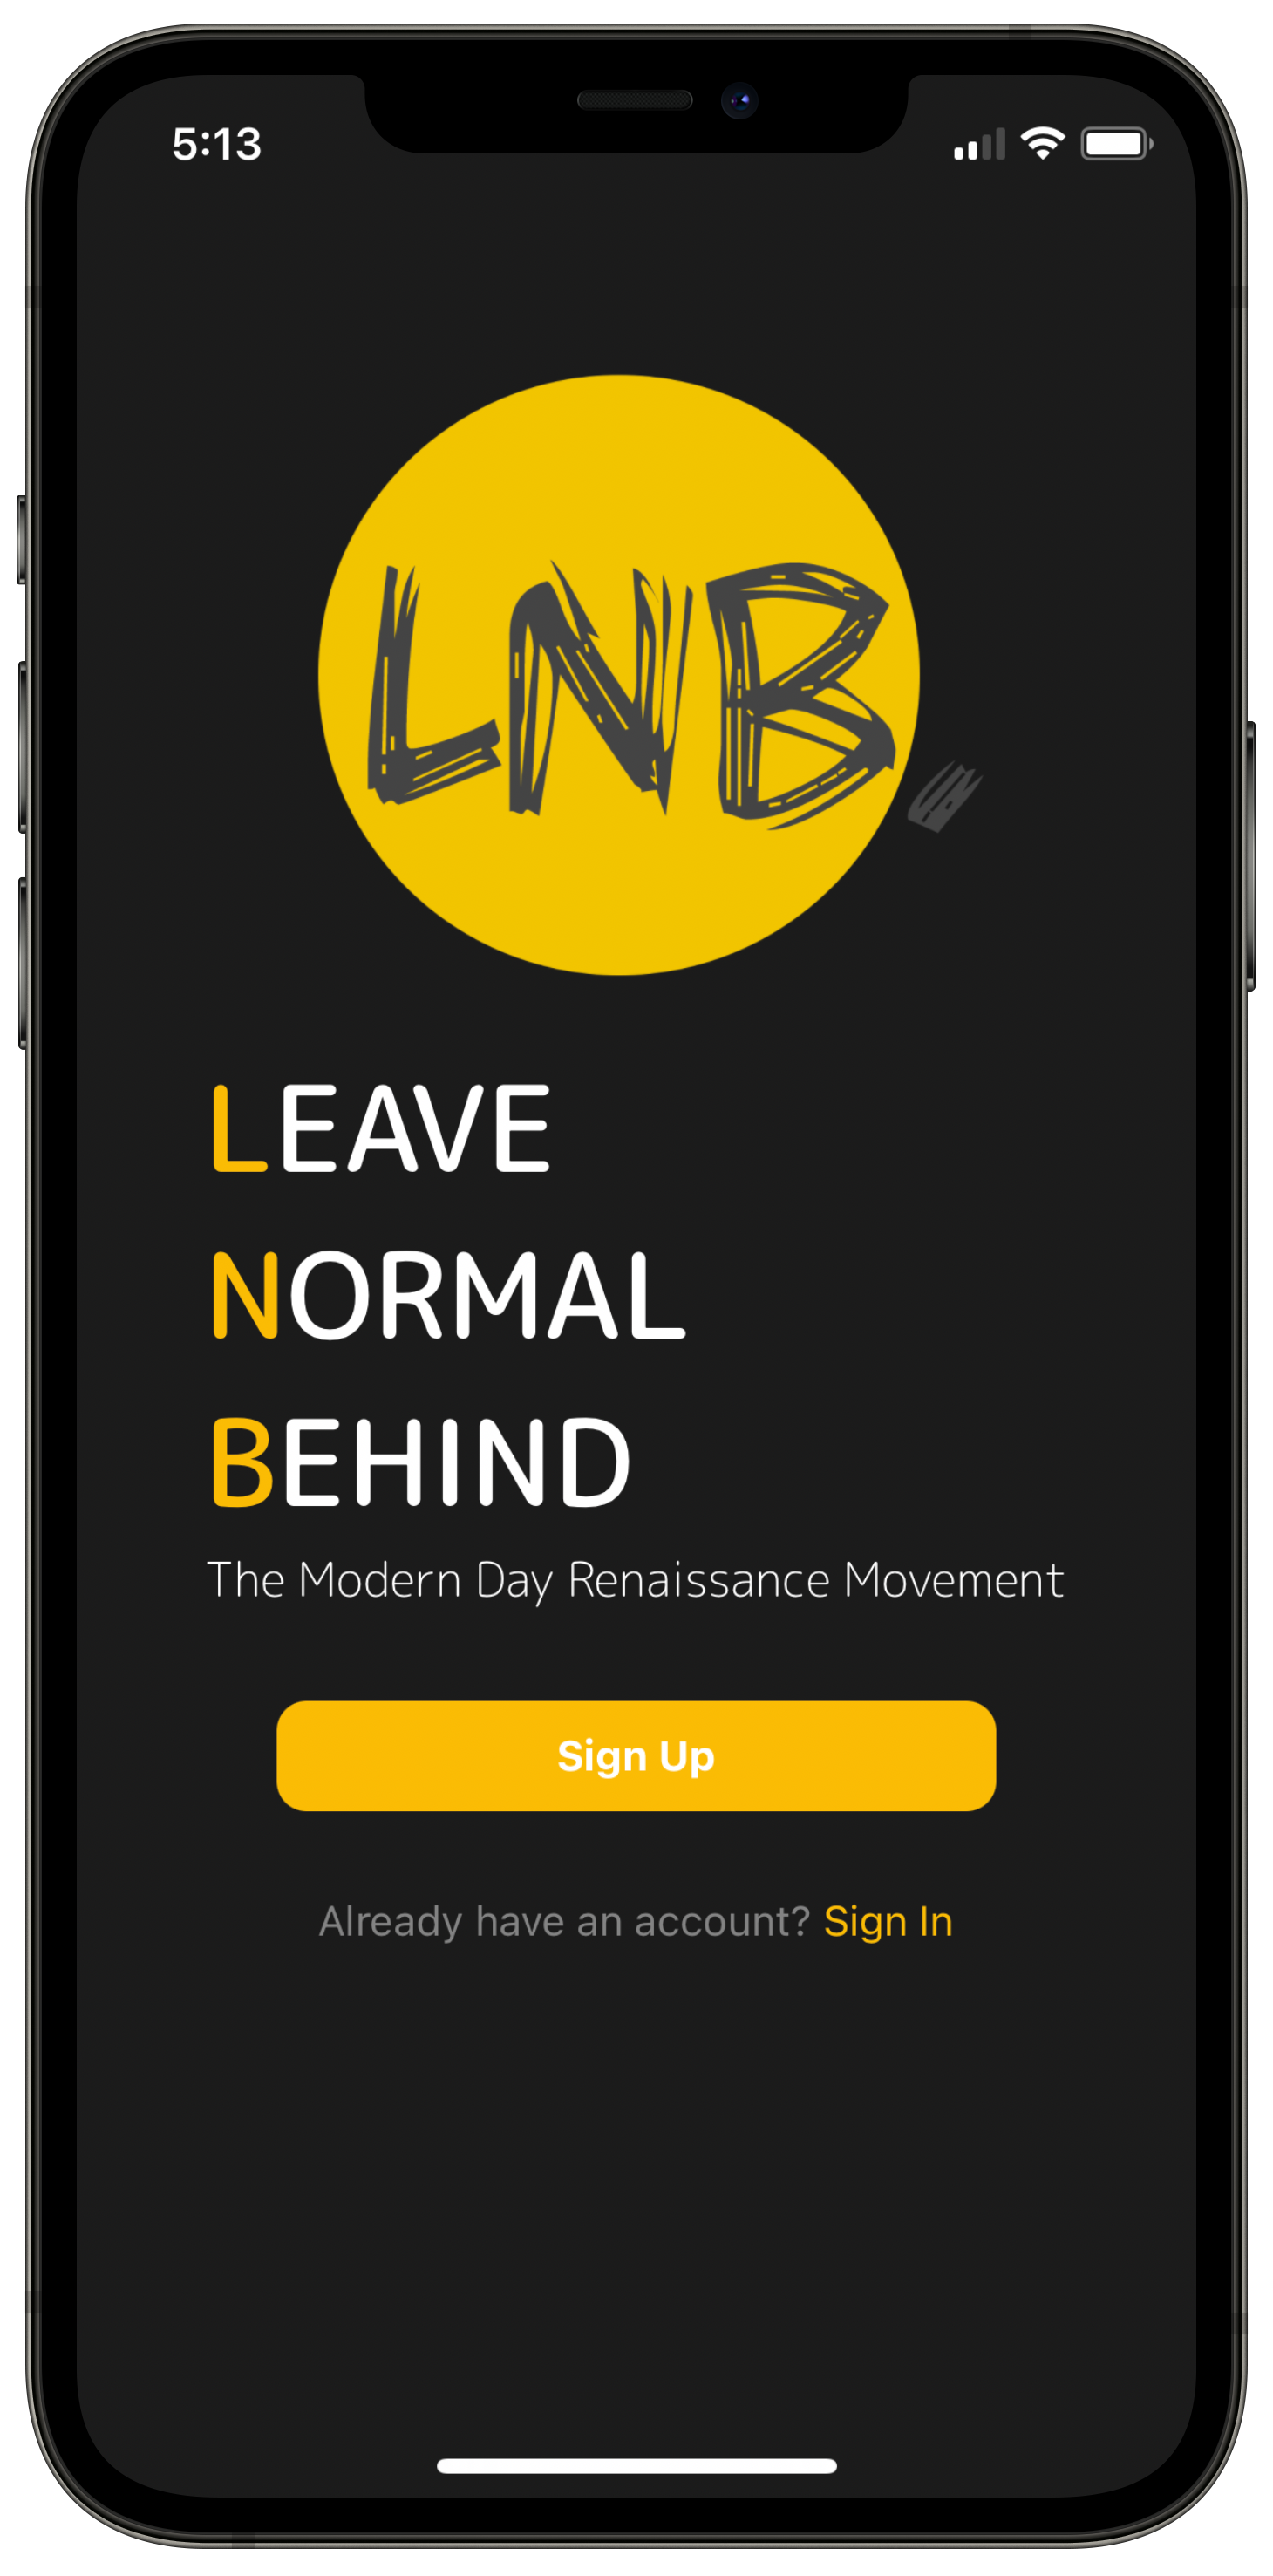 5:13
LNB.
LEAVE
NORMAL
BEHIND
The Modern Day Renaissance Movement
Sign Up
Already have an account? Sign In